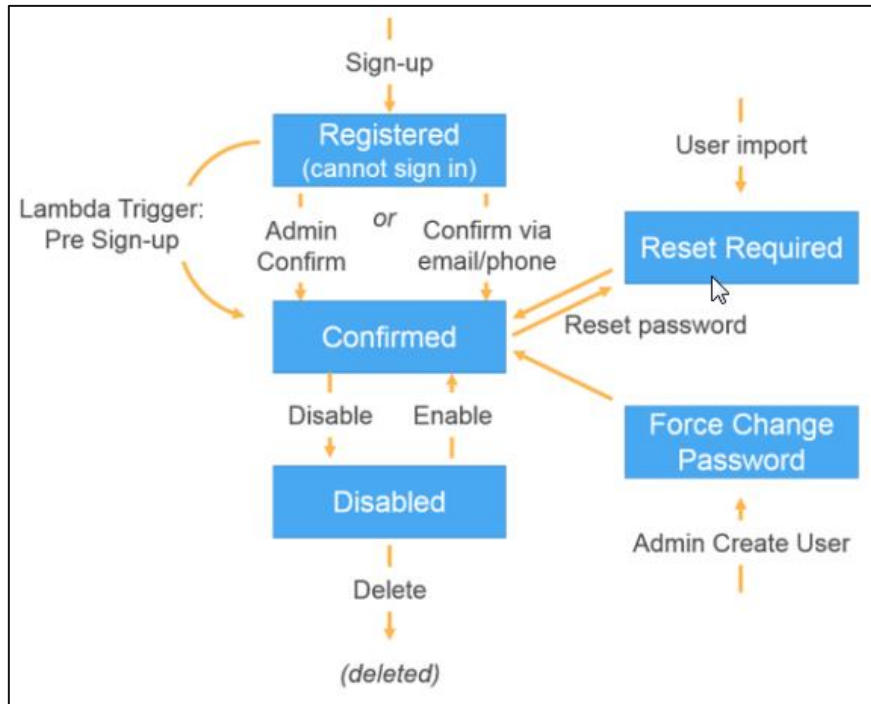 Sign-up
Registered
(cannot sign in)
Lambda Trigger:
Pre Sign-up
Admin
Confirm
or
Confirm via
email/phone
Confirmed
Disable
Enable
Disabled
Delete
(deleted)
User import
Reset Required
Reset password
Force Change
Password
Admin Create User